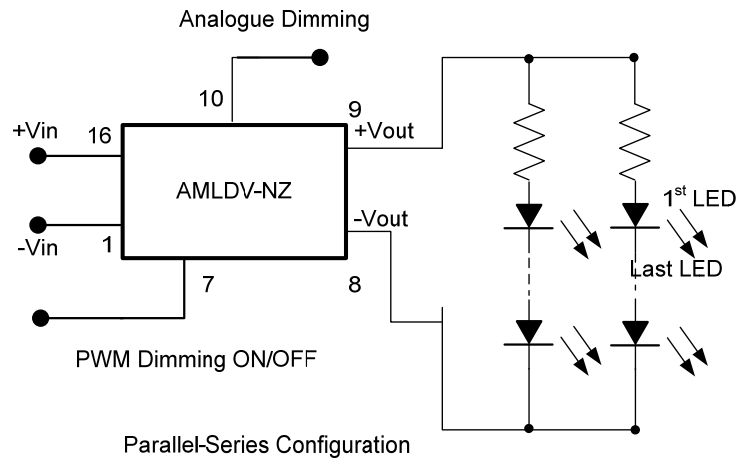 Analogue Dimming
10
9
+Vin
16
+Vout
AMLDV-NZ
1st LED
-Vout
-Vin
1
Last LED
7
8
PWM Dimming ON/OFF
Parallel-Series Configuration